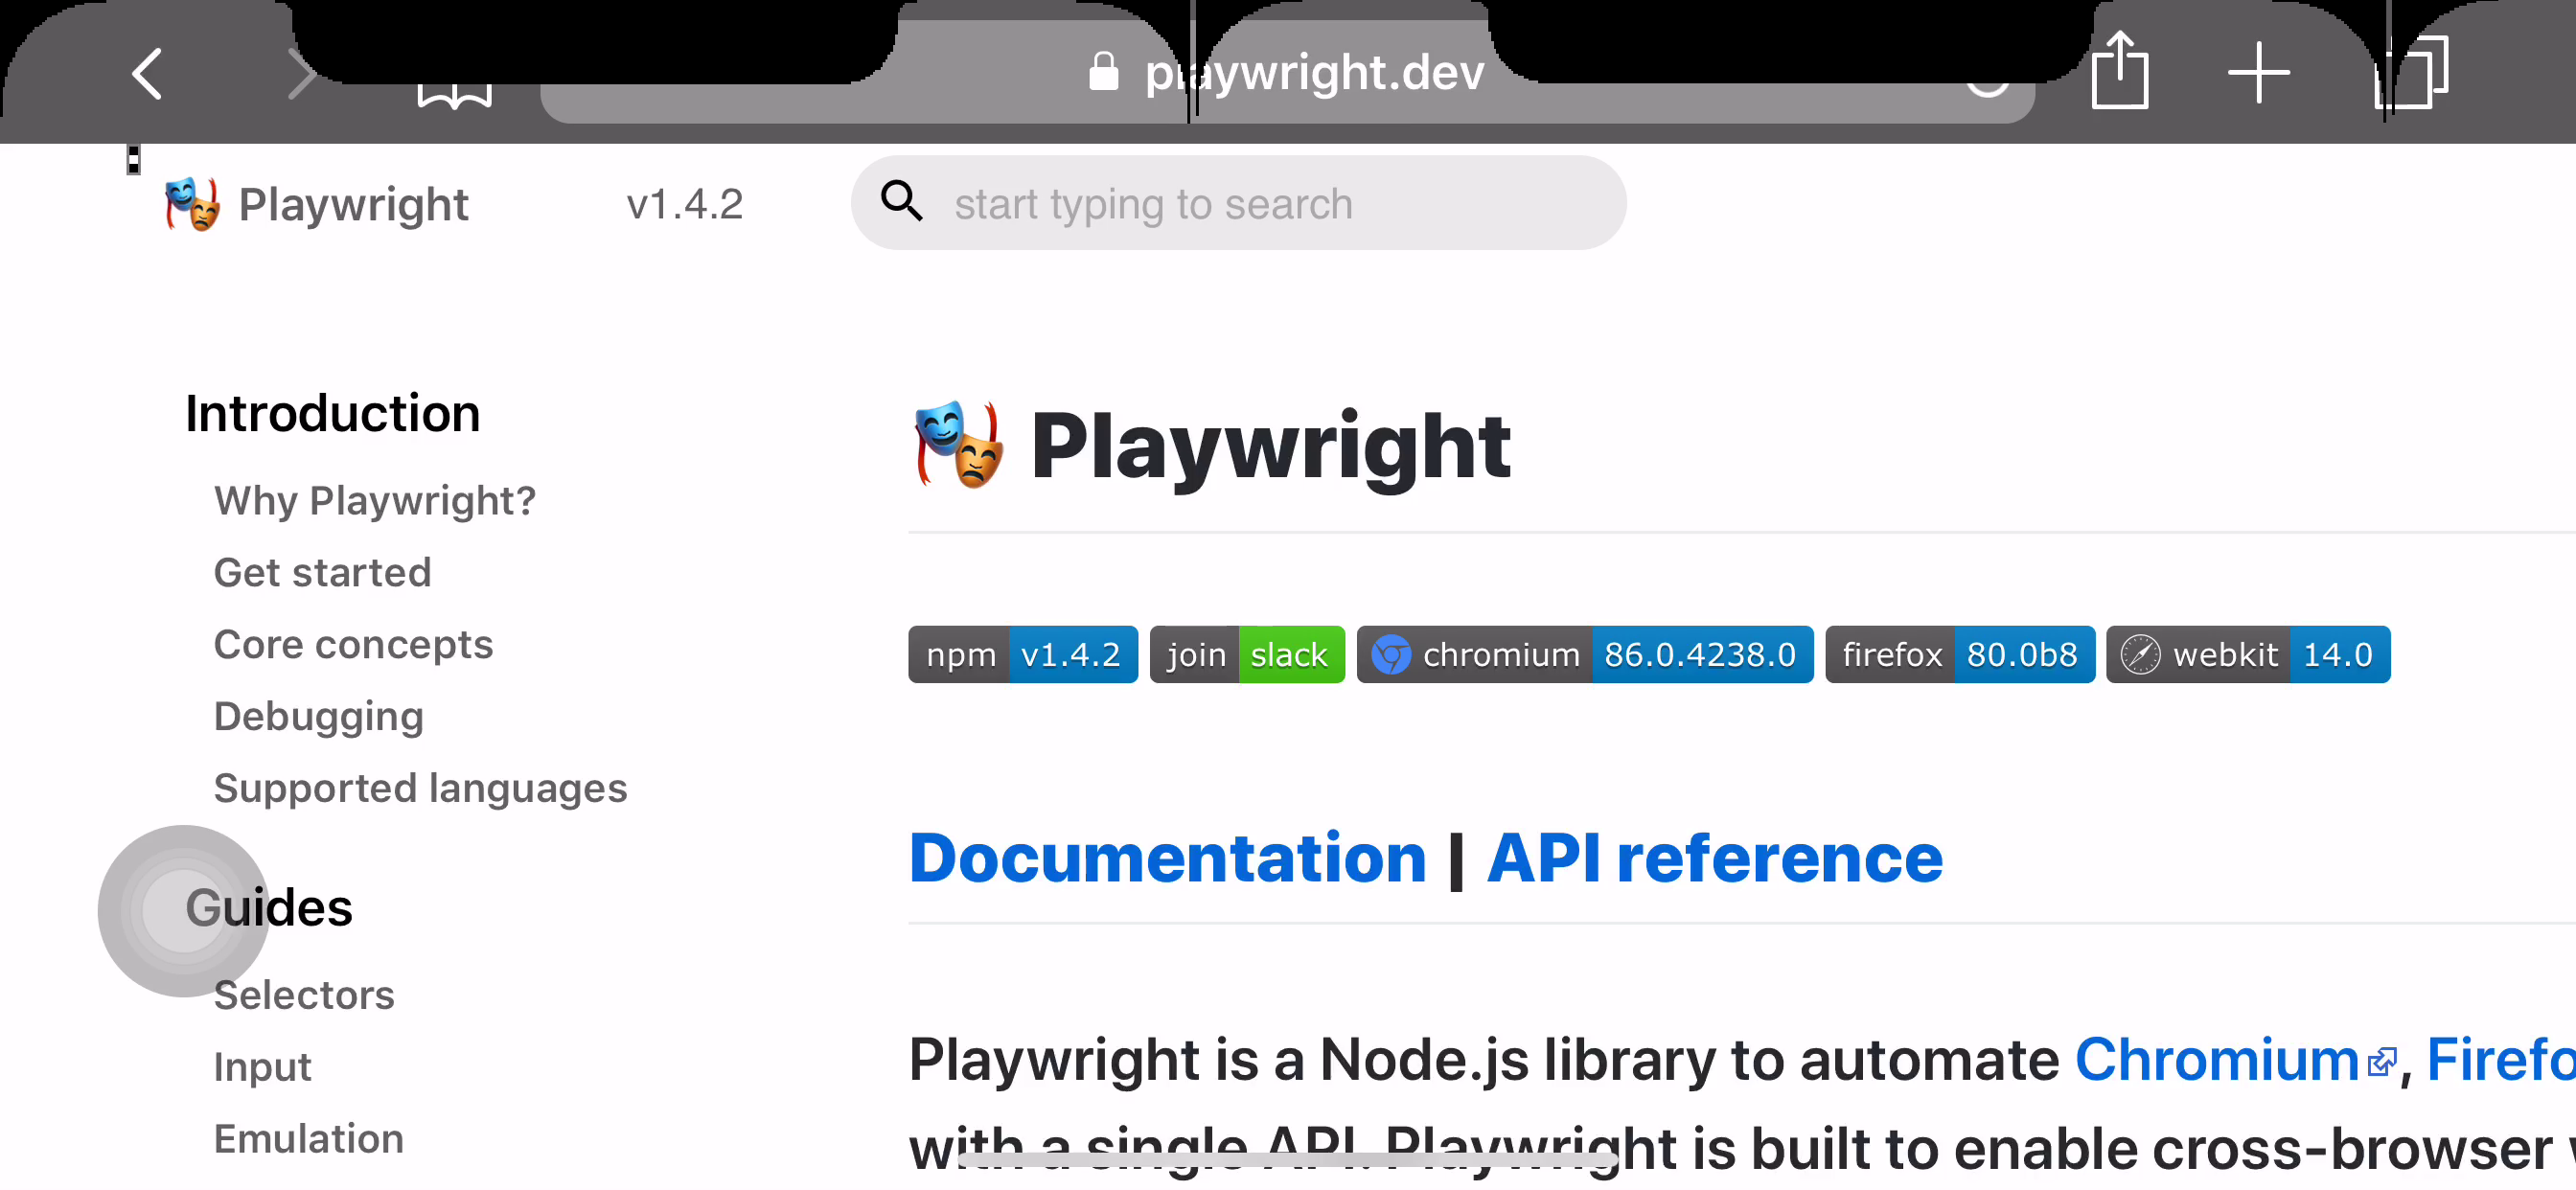 playwright.dev
Playwright
v1.4.2
start typing to search
Introduction
Why Playwright?
Get started
Core concepts
Debugging
Supported languages
Guides
Selectors
Input
Emulation
Playwright
npm v1.4.2 join slack chromium 86.0.4238.0 firefox 80.0b8 webkit 14.0
Documentation | API reference
Playwright is a Node.js library to automate Chromium, Firefo
with a single API. Playwright is built to enable cross-browser